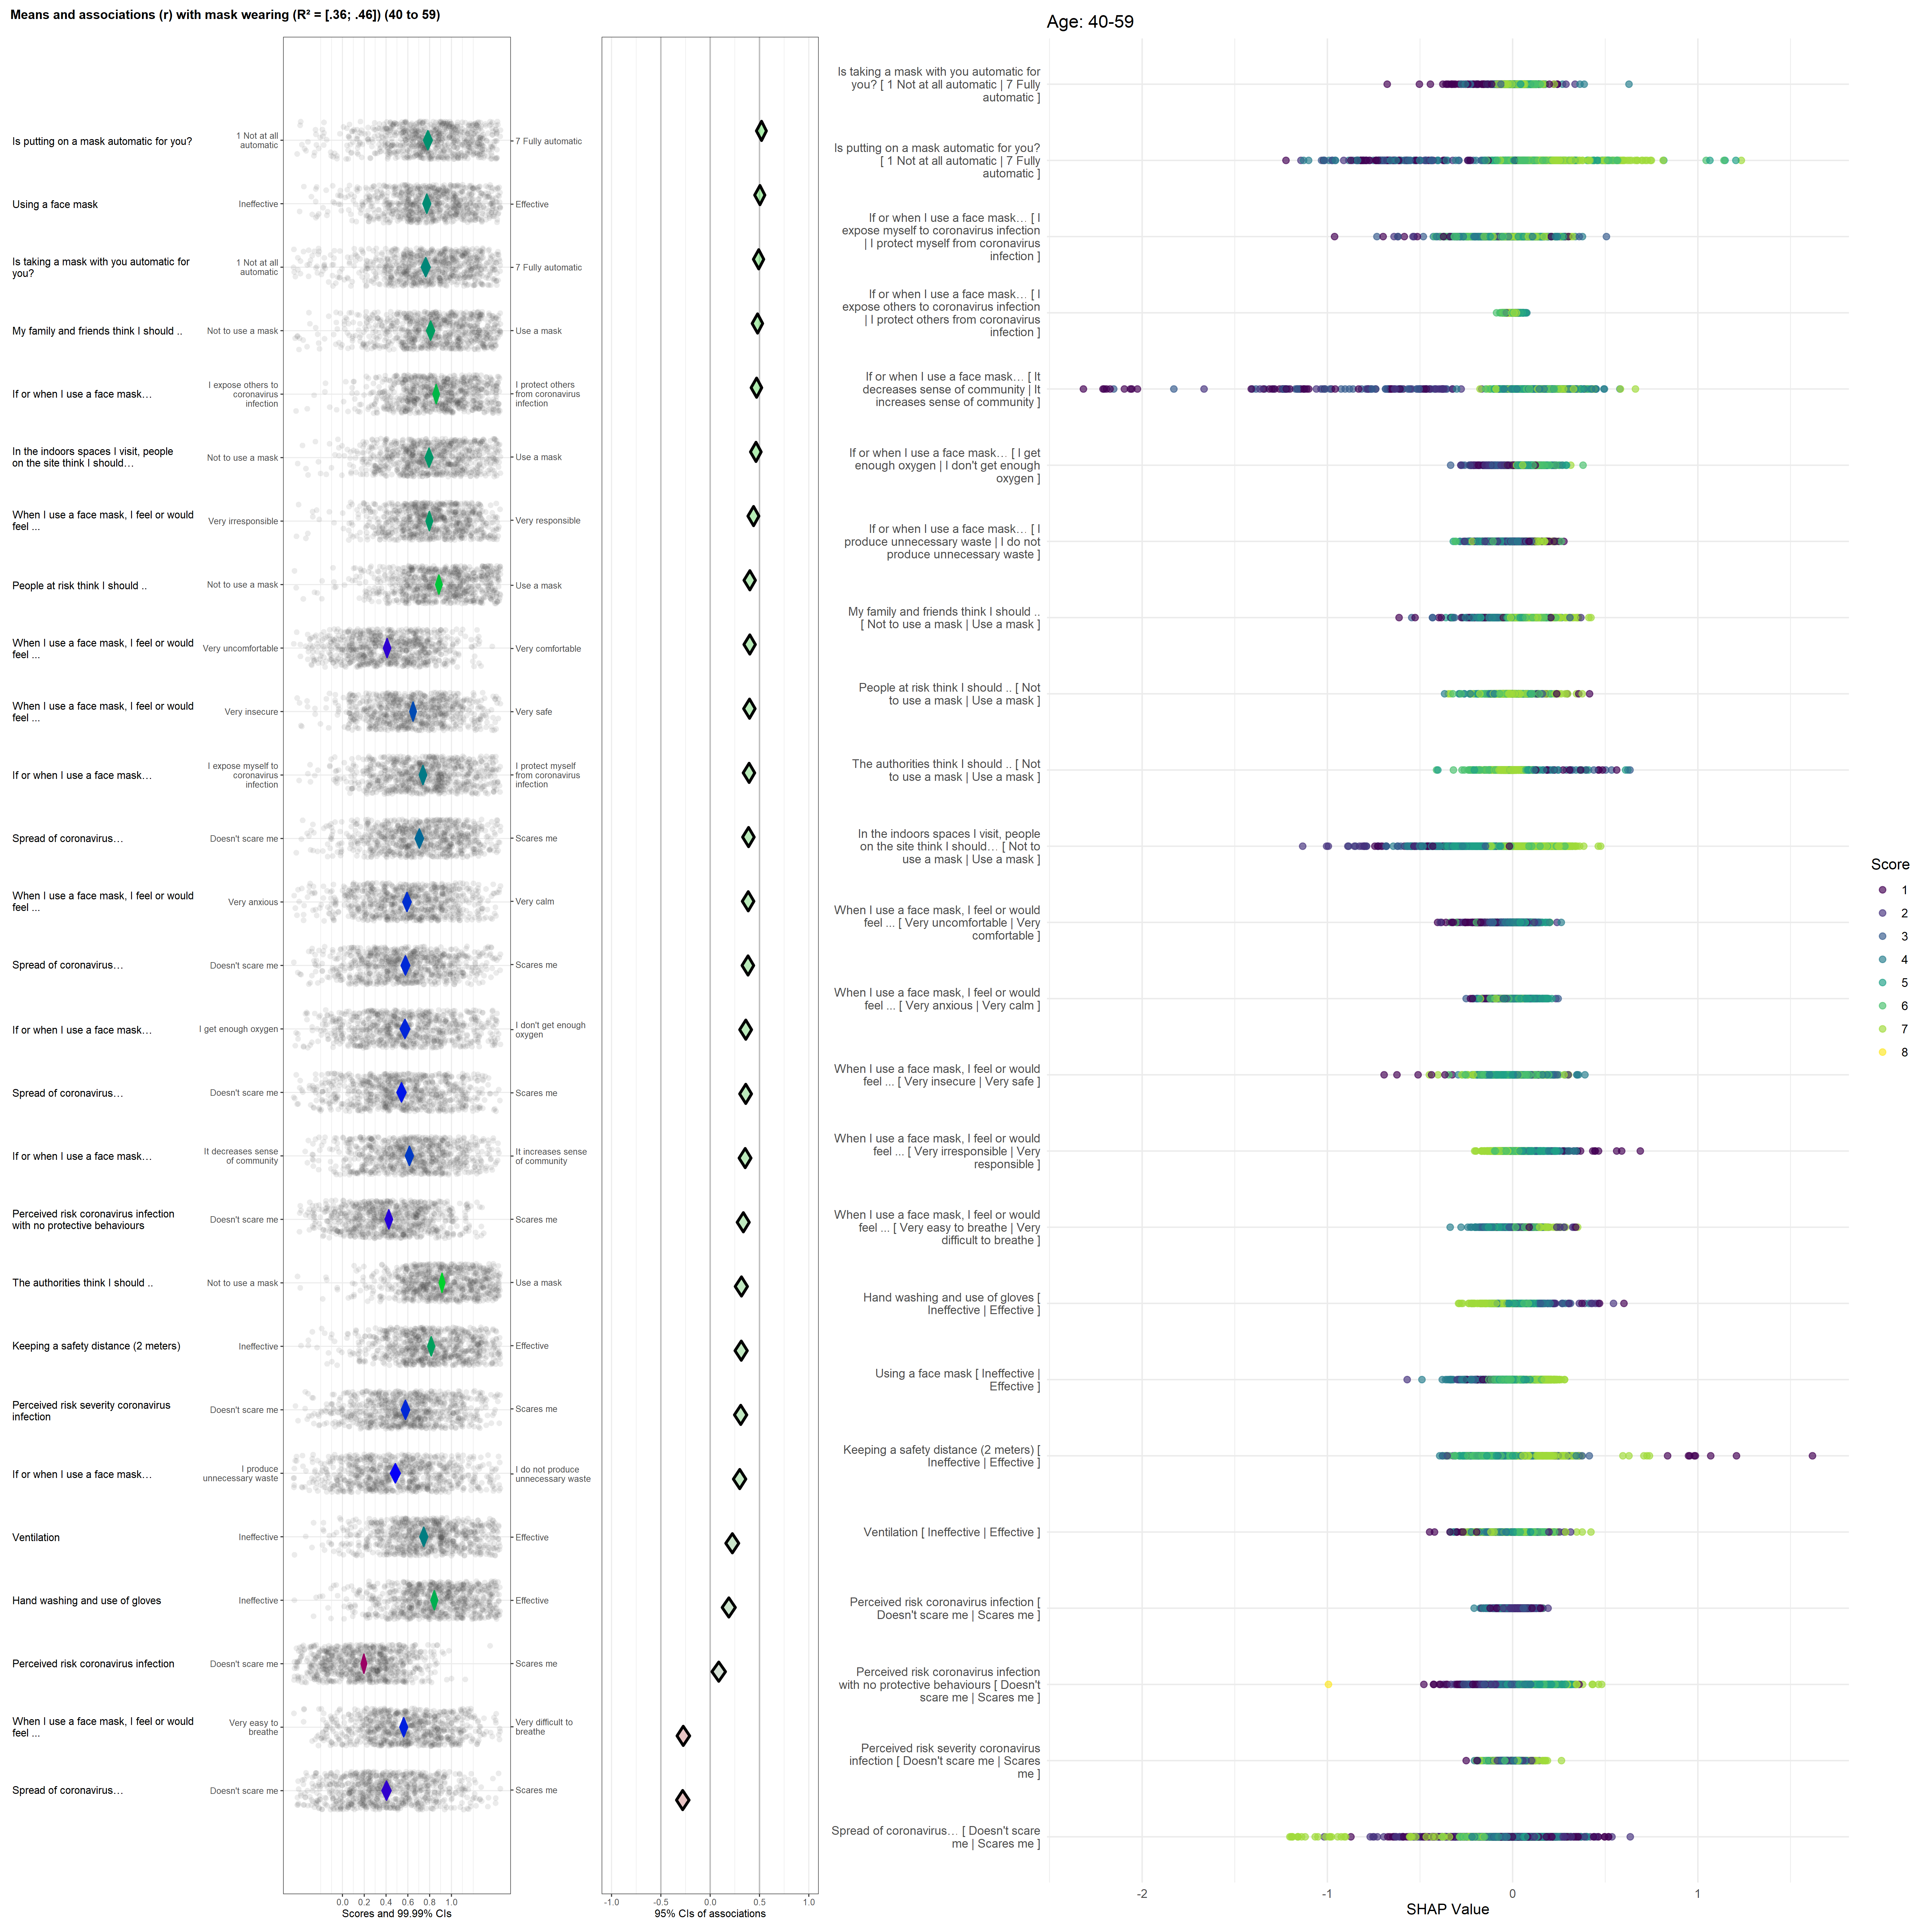 Means and associations (r) with mask wearing (R² = [.36; .46]) (40 to 59)
Is putting on a mask automatic for you?
1 Not at all
automatic
7 Fully automatic
Using a face mask
Ineffective
Effective
Is taking a mask with you automatic for
you?
1 Not at all
automatic
7 Fully automatic
My family and friends think I should ..
Not to use a mask
Use a mask
If or when I use a face mask…
I expose others to
coronavirus
infection
I protect others
from coronavirus
infection
In the indoors spaces I visit, people
on the site think I should…
Not to use a mask
Use a mask
When I use a face mask, I feel or would
feel ...
Very irresponsible
Very responsible
People at risk think I should ..
Not to use a mask
Use a mask
When I use a face mask, I feel or would
feel ...
Very uncomfortable
Very comfortable
When I use a face mask, I feel or would
feel ...
Very insecure
Very safe
If or when I use a face mask…
I expose myself to
coronavirus
infection
I protect myself
from coronavirus
infection
Spread of coronavirus…
Doesn't scare me
Scares me
When I use a face mask, I feel or would
feel ...
Very anxious
Very calm
Spread of coronavirus…
Doesn't scare me
Scares me
If or when I use a face mask…
I get enough oxygen
I don't get enough
oxygen
Spread of coronavirus…
Doesn't scare me
Scares me
If or when I use a face mask…
It decreases sense
of community
It increases sense
of community
Perceived risk coronavirus infection
with no protective behaviours
Doesn't scare me
Scares me
The authorities think I should ..
Not to use a mask
Use a mask
Keeping a safety distance (2 meters)
Ineffective
Effective
Perceived risk severity coronavirus
infection
Doesn't scare me
Scares me
If or when I use a face mask…
I produce
unnecessary waste
I do not produce
unnecessary waste
Ventilation
Ineffective
Effective
Hand washing and use of gloves
Ineffective
Effective
Perceived risk coronavirus infection
Doesn't scare me
Scares me
When I use a face mask, I feel or would
feel ...
Very easy to
breathe
Very difficult to
breathe
Spread of coronavirus…
Doesn't scare me
Scares me
0.0 0.2 0.4 0.6 0.8 1.0
Scores and 99.99% CIs
-1.0 -0.5 0.0 0.5 1.0
95% CIs of associations
Age: 40-59
Is taking a mask with you automatic for
you? [ 1 Not at all automatic | 7 Fully
automatic ]
Is putting on a mask automatic for you?
[ 1 Not at all automatic | 7 Fully
automatic ]
If or when I use a face mask… [ I
expose myself to coronavirus infection
| I protect myself from coronavirus
infection ]
If or when I use a face mask… [ I
expose others to coronavirus infection
| I protect others from coronavirus
infection ]
If or when I use a face mask… [ It
decreases sense of community | It
increases sense of community ]
If or when I use a face mask… [ I get
enough oxygen | I don't get enough
oxygen ]
If or when I use a face mask… [ I
produce unnecessary waste | I do not
produce unnecessary waste ]
My family and friends think I should ..
[ Not to use a mask | Use a mask ]
People at risk think I should .. [ Not
to use a mask | Use a mask ]
The authorities think I should .. [ Not
to use a mask | Use a mask ]
In the indoors spaces I visit, people
on the site think I should… [ Not to
use a mask | Use a mask ]
When I use a face mask, I feel or would
feel ... [ Very uncomfortable | Very
comfortable ]
When I use a face mask, I feel or would
feel ... [ Very anxious | Very calm ]
When I use a face mask, I feel or would
feel ... [ Very insecure | Very safe ]
When I use a face mask, I feel or would
feel ... [ Very irresponsible | Very
responsible ]
When I use a face mask, I feel or would
feel ... [ Very easy to breathe | Very
difficult to breathe ]
Hand washing and use of gloves [
Ineffective | Effective ]
Using a face mask [ Ineffective |
Effective ]
Keeping a safety distance (2 meters) [
Ineffective | Effective ]
Ventilation [ Ineffective | Effective ]
Perceived risk coronavirus infection [
Doesn't scare me | Scares me ]
Perceived risk coronavirus infection
with no protective behaviours [ Doesn't
scare me | Scares me ]
Perceived risk severity coronavirus
infection [ Doesn't scare me | Scares
me ]
Spread of coronavirus… [ Doesn't scare
me | Scares me ]
-2 -1 0 1
SHAP Value
Score
1
2
3
4
5
6
7
8